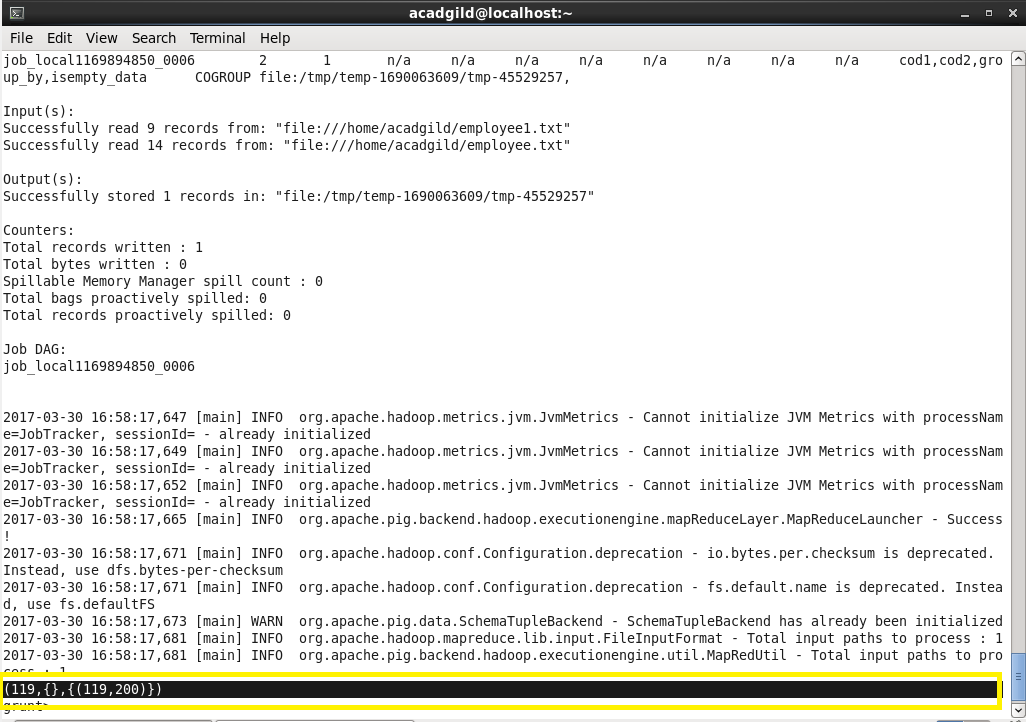 acadgild@localhost:~
File Edit View Search Terminal Help
job_local1169894850_0006        2       1       n/a     n/a     n/a     n/a     n/a     n/a     n/a     n/a     cod1,cod2,gro
up_by,isempty_data      COGROUP file:/tmp/temp-1690063609/tmp-45529257,
Input(s):
Successfully read 9 records from: "file:///home/acadgild/employee1.txt"
Successfully read 14 records from: "file:///home/acadgild/employee.txt"
Output(s):
Successfully stored 1 records in: "file:/tmp/temp-1690063609/tmp-45529257"
Counters:
Total records written : 1
Total bytes written : 0
Spillable Memory Manager spill count : 0
Total bags proactively spilled: 0
Total records proactively spilled: 0
Job DAG:
job_local1169894850_0006
2017-03-30 16:58:17,647 [main] INFO  org.apache.hadoop.metrics.jvm.JvmMetrics - Cannot initialize JVM Metrics with processNam
e=JobTracker, sessionId= - already initialized
2017-03-30 16:58:17,649 [main] INFO  org.apache.hadoop.metrics.jvm.JvmMetrics - Cannot initialize JVM Metrics with processNam
e=JobTracker, sessionId= - already initialized
2017-03-30 16:58:17,652 [main] INFO  org.apache.hadoop.metrics.jvm.JvmMetrics - Cannot initialize JVM Metrics with processNam
e=JobTracker, sessionId= - already initialized
2017-03-30 16:58:17,665 [main] INFO  org.apache.pig.backend.hadoop.executionengine.mapReduceLayer.MapReduceLauncher - Success
!
2017-03-30 16:58:17,671 [main] INFO  org.apache.hadoop.conf.Configuration.deprecation - io.bytes.per.checksum is deprecated.
Instead, use dfs.bytes-per-checksum
2017-03-30 16:58:17,671 [main] INFO  org.apache.hadoop.conf.Configuration.deprecation - fs.default.name is deprecated. Instea
d, use fs.defaultFS
2017-03-30 16:58:17,673 [main] WARN  org.apache.pig.data.SchemaTupleBackend - SchemaTupleBackend has already been initialized
2017-03-30 16:58:17,681 [main] INFO  org.apache.hadoop.mapreduce.lib.input.FileInputFormat - Total input paths to process : 1
2017-03-30 16:58:17,681 [main] INFO  org.apache.pig.backend.hadoop.executionengine.util.MapRedUtil - Total input paths to pro
cess : 1
(119,{},{(119,200)})
grunt>